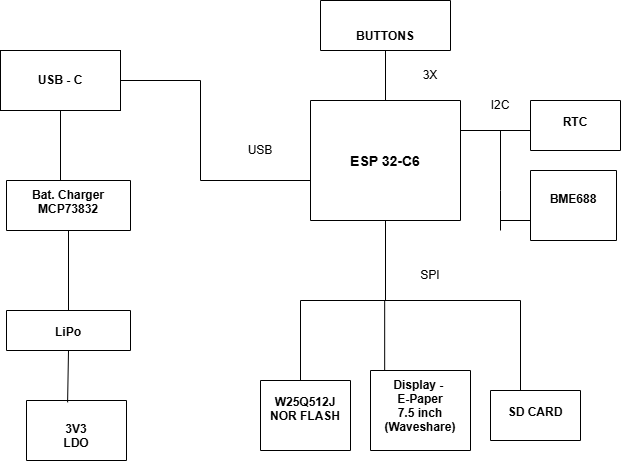 BUTTONS
3X
USB - C
I2C
RTC
USB
ESP 32-C6
Bat. Charger
MCP73832
BME688
SPI
LiPo
W25Q512J
NOR FLASH
Display -
E-Paper
7.5 inch
(Waveshare)
SD CARD
3V3
LDO